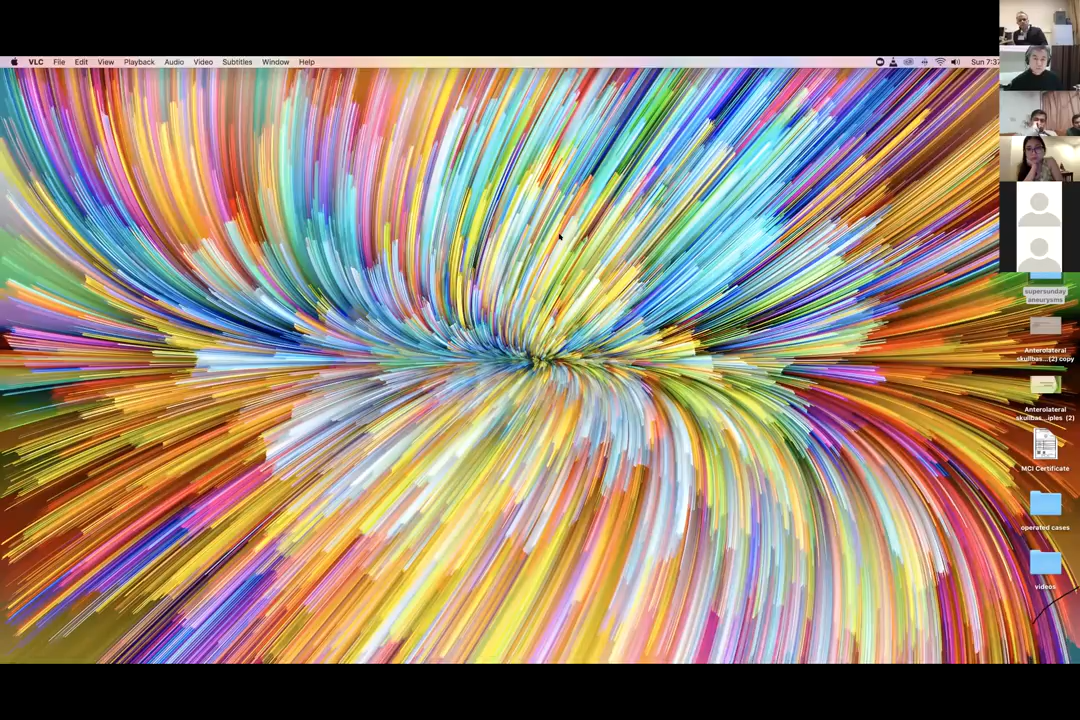 VLC File Edit View Playback Audio Video Subtitles Window Help
Sun 7:37
supersunday
aneurysms
Anterolateral
skullbas...(2) copy
Anterolateral
skullbas...iples (2)
MCI Certificate
operated cases
videos